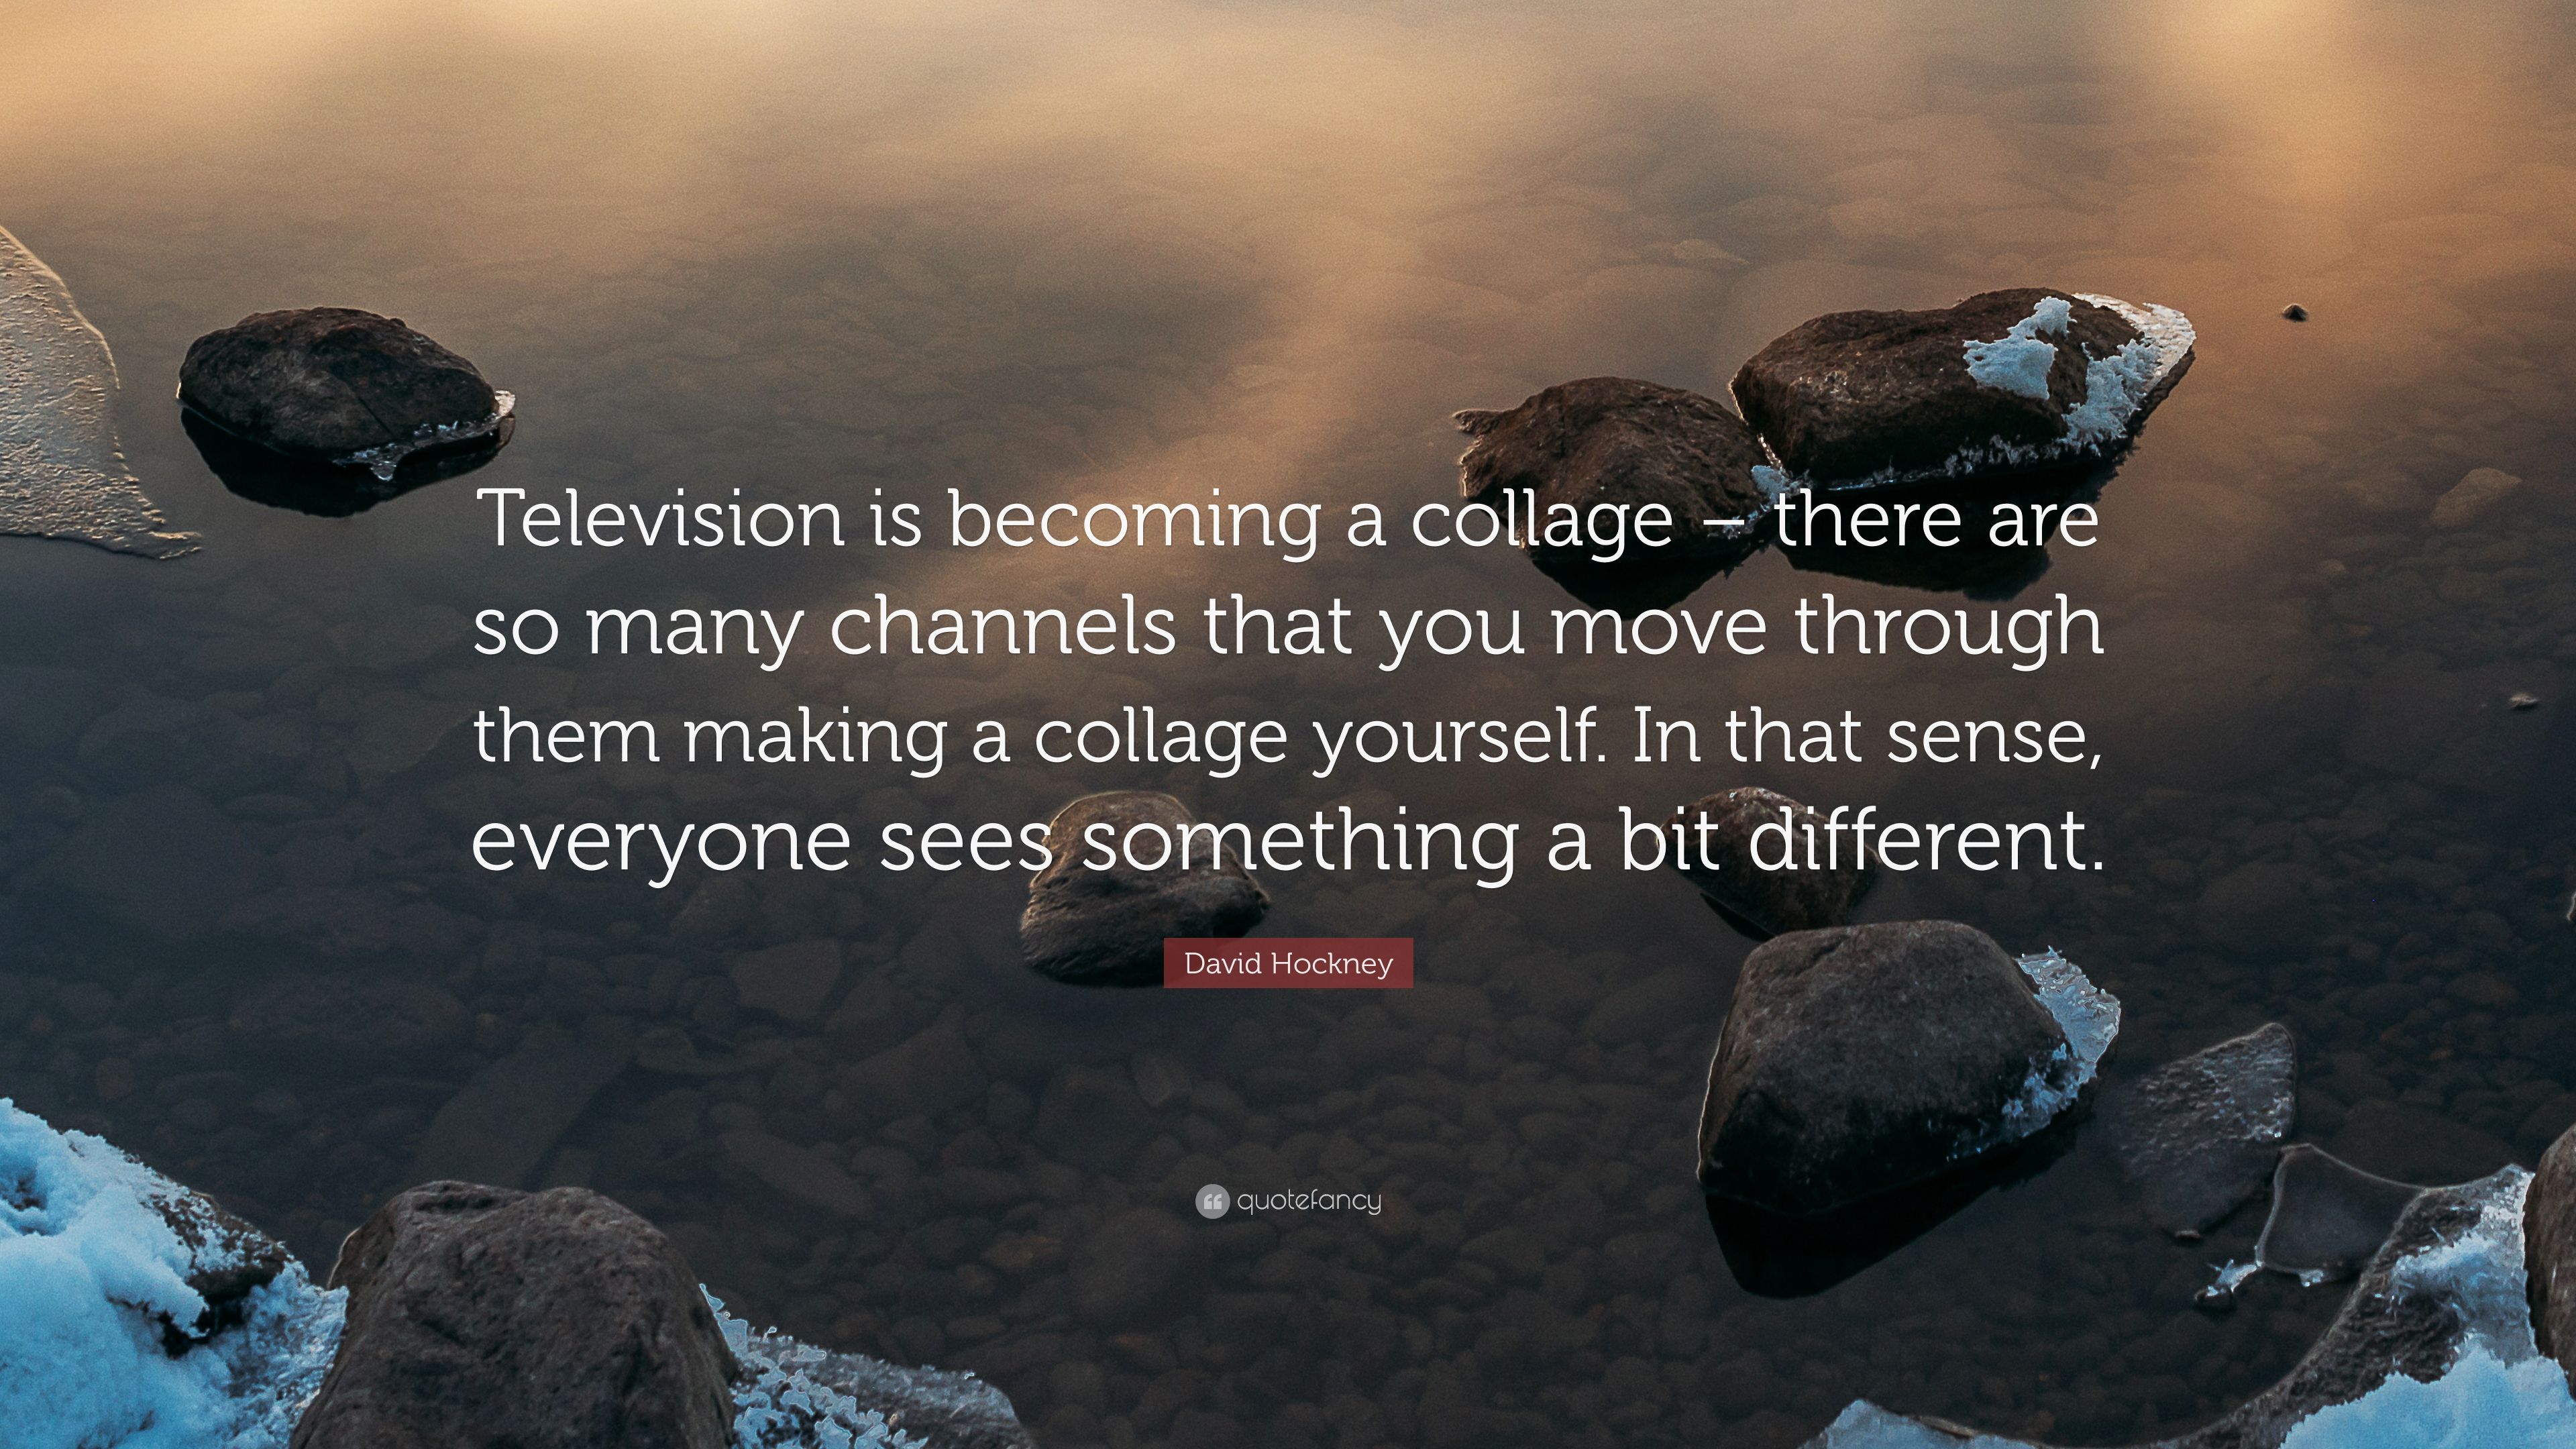 Television is becoming a collage – there are
so many channels that you move through
them making a collage yourself. In that sense,
everyone sees something a bit different.
David Hockney
quotefancy